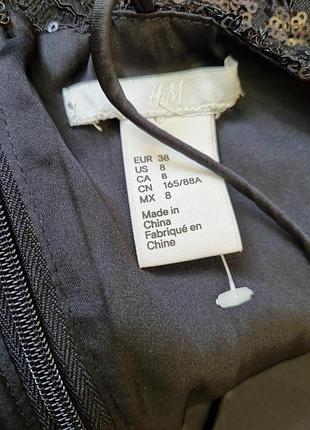 H&M
EUR 38
US 8
CA 8
CN 165/88A
MX 8
Made in
China
Fabriqué en
Chine